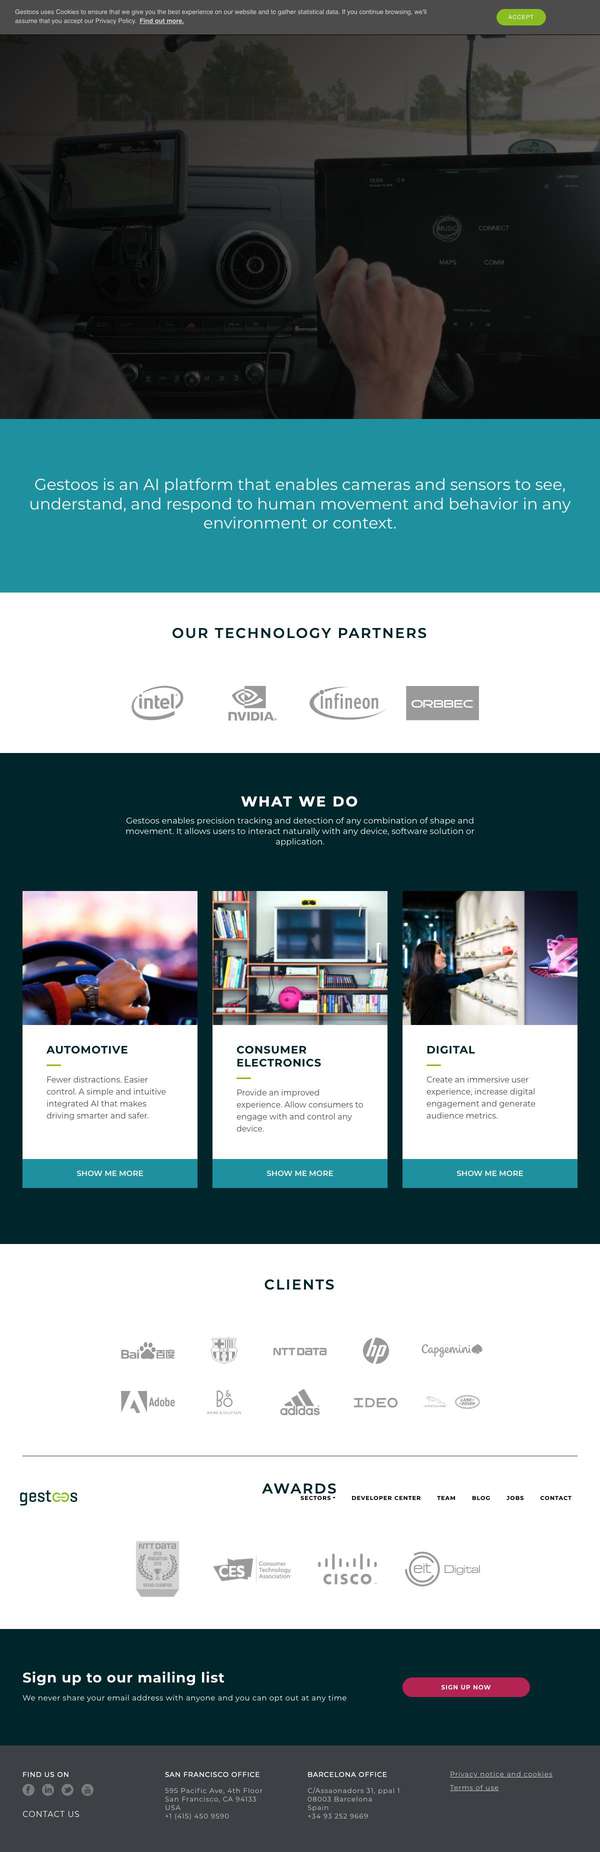 Gestoos uses Cookies to ensure that we give you the best experience on our website and to gather statistical data. If you continue browsing, we'll
assume that you accept our Privacy Policy. Find out more.
ACCEPT
MUSIC
CONNECT
MAPS
COMM
Gestoos is an AI platform that enables cameras and sensors to see,
understand, and respond to human movement and behavior in any
environment or context.
OUR TECHNOLOGY PARTNERS
intel
NVIDIA
infineon
ORBBEC
WHAT WE DO
Gestoos enables precision tracking and detection of any combination of shape and
movement. It allows users to interact naturally with any device, software solution or
application.
AUTOMOTIVE
Fewer distractions. Easier
control. A simple and intuitive
integrated AI that makes
driving smarter and safer.
SHOW ME MORE
CONSUMER
ELECTRONICS
Provide an improved
experience. Allow consumers to
engage with and control any
device.
SHOW ME MORE
DIGITAL
Create an immersive user
experience, increase digital
engagement and generate
audience metrics.
SHOW ME MORE
CLIENTS
Bai百度
NTT DATA
hp
Capgemini
Adobe
B&O
adidas
IDEO
AWARDS
gestoos
SECTORS
DEVELOPER CENTER
TEAM
BLOG
JOBS
CONTACT
NTT DATA
CES
Consumer
Technology
Association
CISCO
eit Digital
Sign up to our mailing list
We never share your email address with anyone and you can opt out at any time
SIGN UP NOW
FIND US ON
CONTACT US
SAN FRANCISCO OFFICE
595 Pacific Ave, 4th Floor
San Francisco, CA 94133
USA
+1 (415) 450 9590
BARCELONA OFFICE
C/Assaonadors 31, ppal 1
08003 Barcelona
Spain
+34 93 252 9669
Privacy notice and cookies
Terms of use